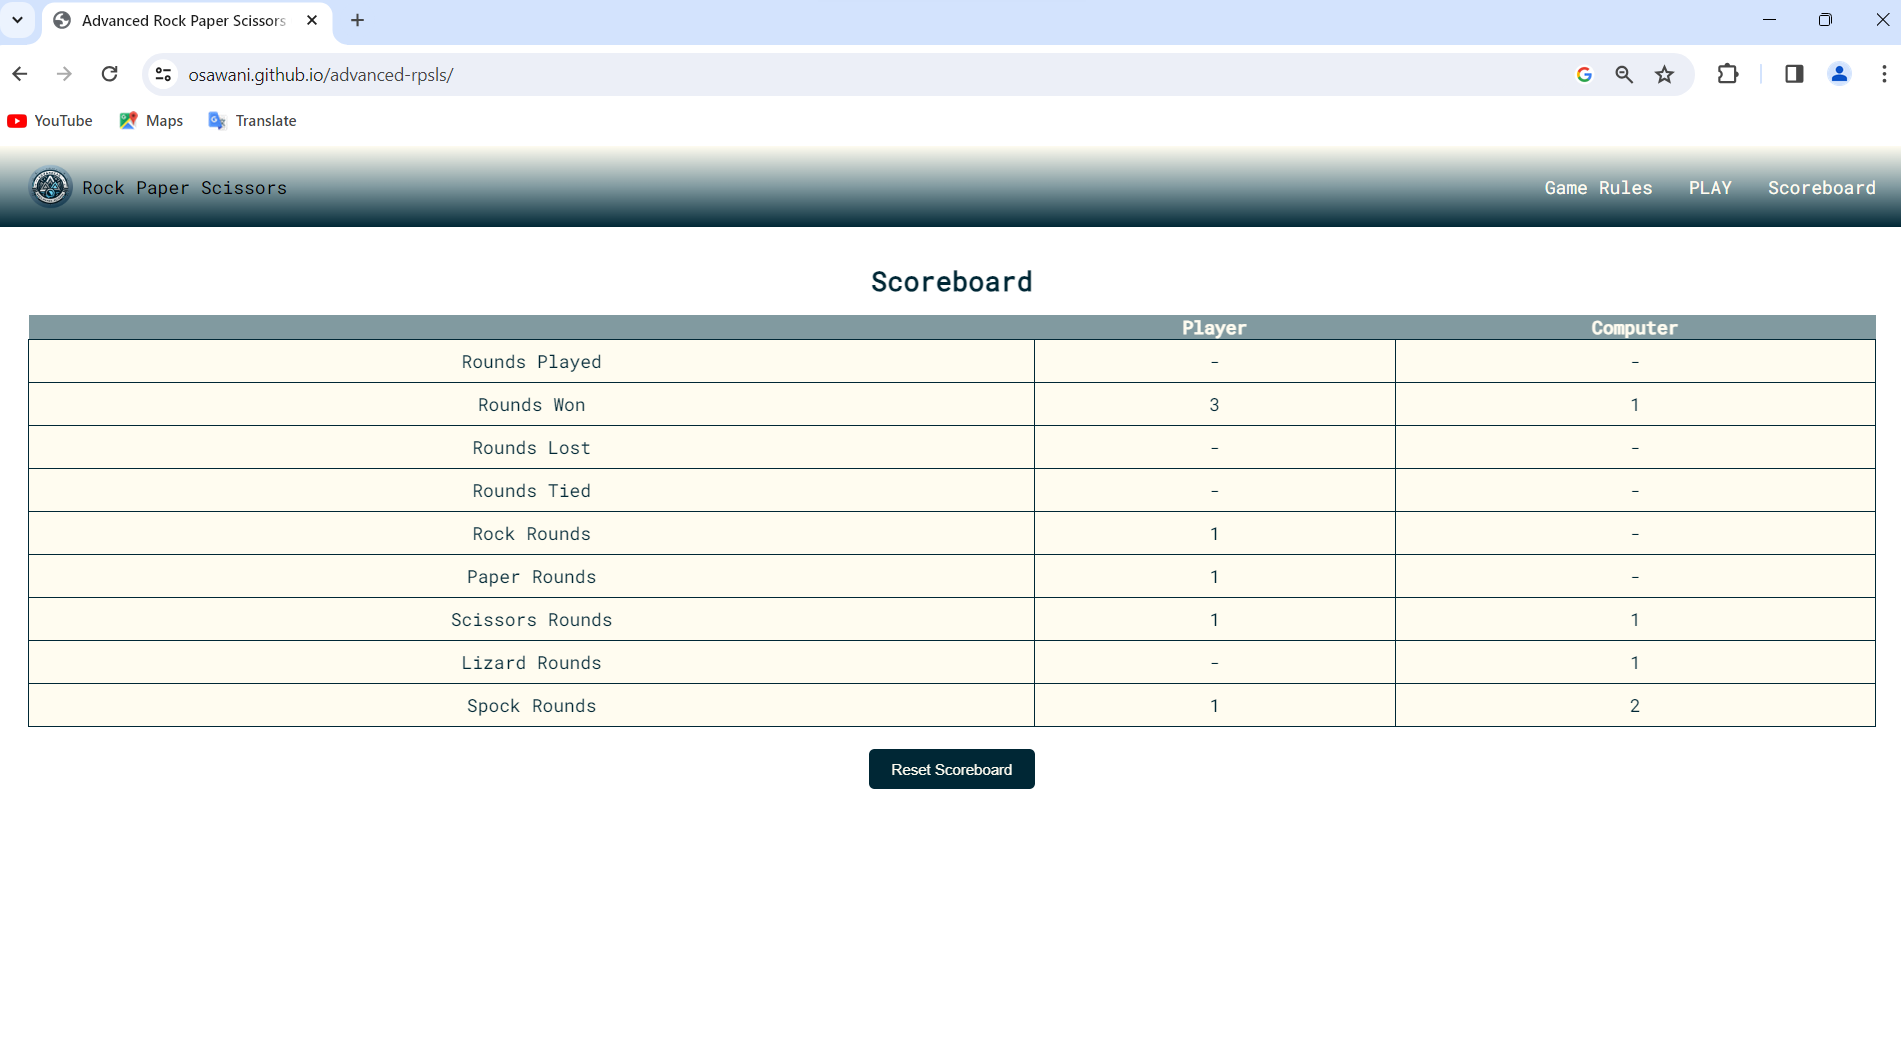 Advanced Rock Paper Scissors
osawani.github.io/advanced-rpsls/
YouTube Maps Translate
Rock Paper Scissors Game Rules PLAY Scoreboard
Scoreboard
Player Computer
Rounds Played - -
Rounds Won 3 1
Rounds Lost - -
Rounds Tied - -
Rock Rounds 1 -
Paper Rounds 1 -
Scissors Rounds 1 1
Lizard Rounds - 1
Spock Rounds 1 2
Reset Scoreboard